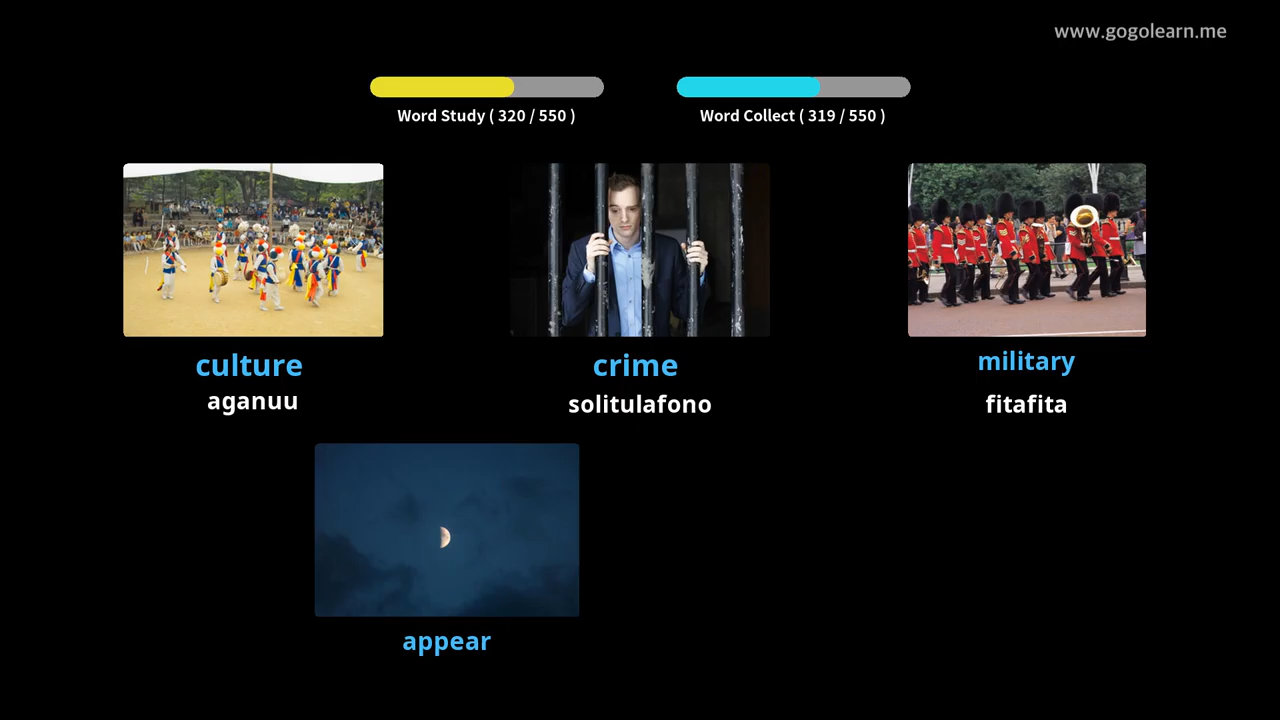 www.gogolearn.me
Word Study ( 320 / 550 )
Word Collect ( 319 / 550 )
culture
crime
military
aganuu
solitulafono
fitafita
appear